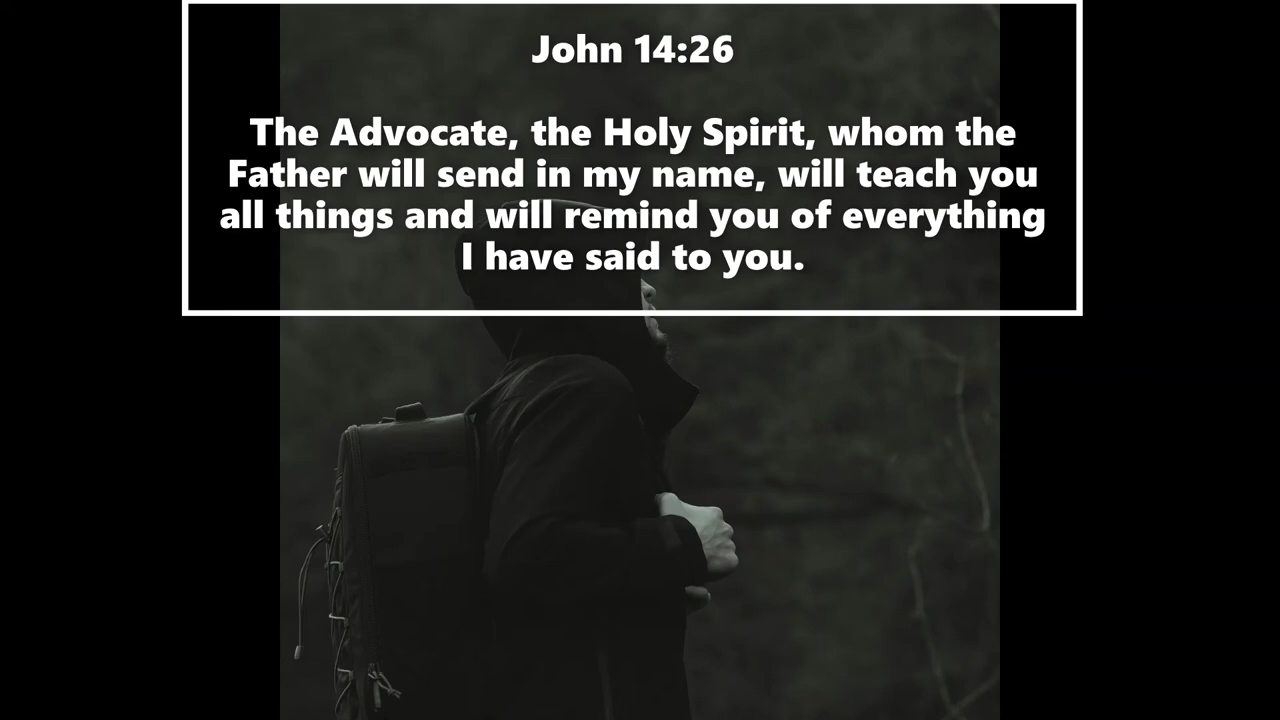 John 14:26
The Advocate, the Holy Spirit, whom the
Father will send in my name, will teach you
all things and will remind you of everything
I have said to you.